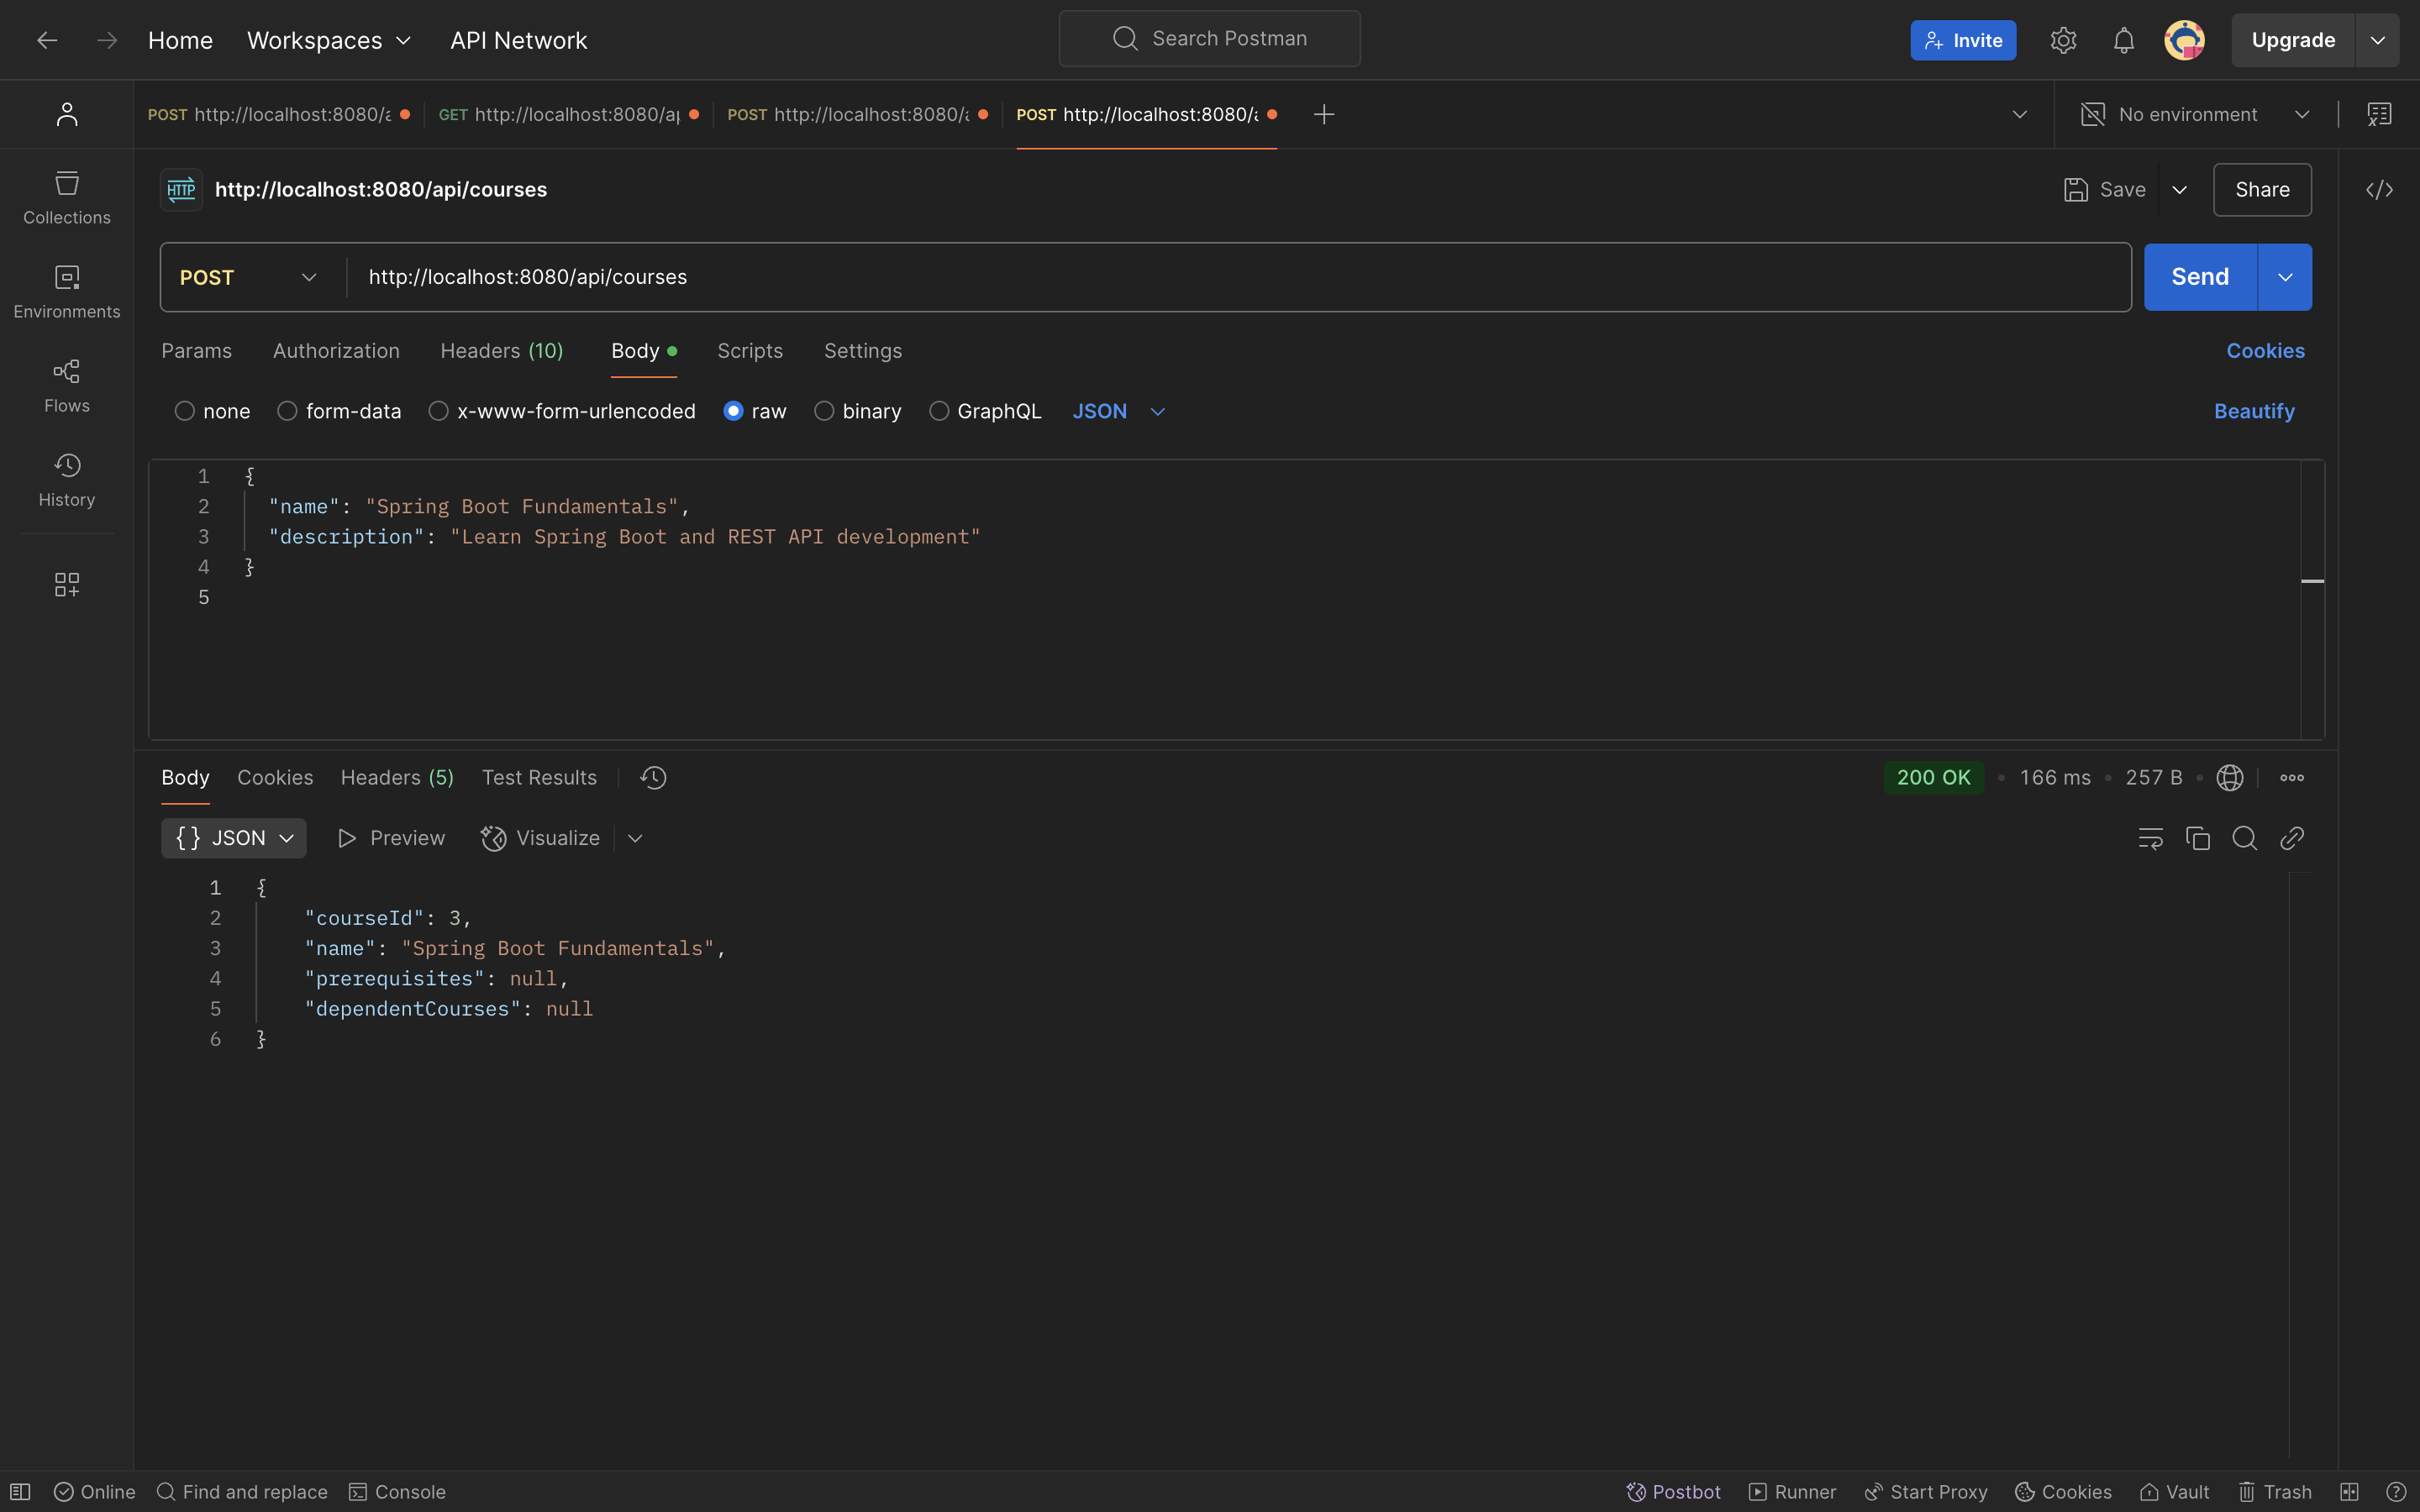 Home Workspaces API Network Search Postman Invite Upgrade
POST http://localhost:8080/a GET http://localhost:8080/ap POST http://localhost:8080/a POST http://localhost:8080/a No environment
HTTP http://localhost:8080/api/courses Save Share
Collections
Environments
Flows
History
POST http://localhost:8080/api/courses Send
Params Authorization Headers (10) Body Scripts Settings Cookies
none form-data x-www-form-urlencoded raw binary GraphQL JSON Beautify
1 {
2 "name": "Spring Boot Fundamentals",
3 "description": "Learn Spring Boot and REST API development"
4 }
5
Body Cookies Headers (5) Test Results 200 OK • 166 ms • 257 B •
{} JSON Preview Visualize
1 {
2 "courseId": 3,
3 "name": "Spring Boot Fundamentals",
4 "prerequisites": null,
5 "dependentCourses": null
6 }
Online Find and replace Console Postbot Runner Start Proxy Cookies Vault Trash